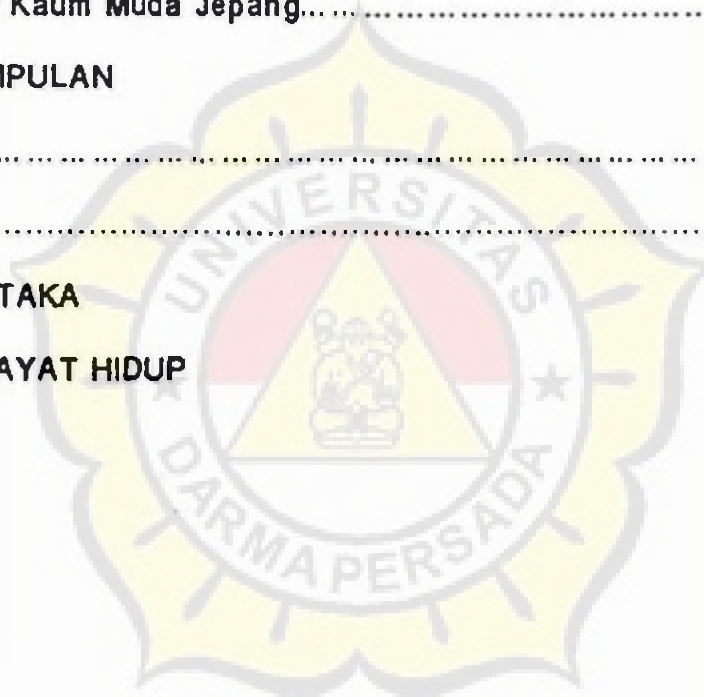 Kaum Muda Jepang... ... ........................................
IPULAN
... ... ... ... ... ... ... ... ... ... ... ... ... ... ... ... ... ... ... ... ...
................................................................
TAKA
AYAT HIDUP
UNIVERSITAS
DARMA PERSADA